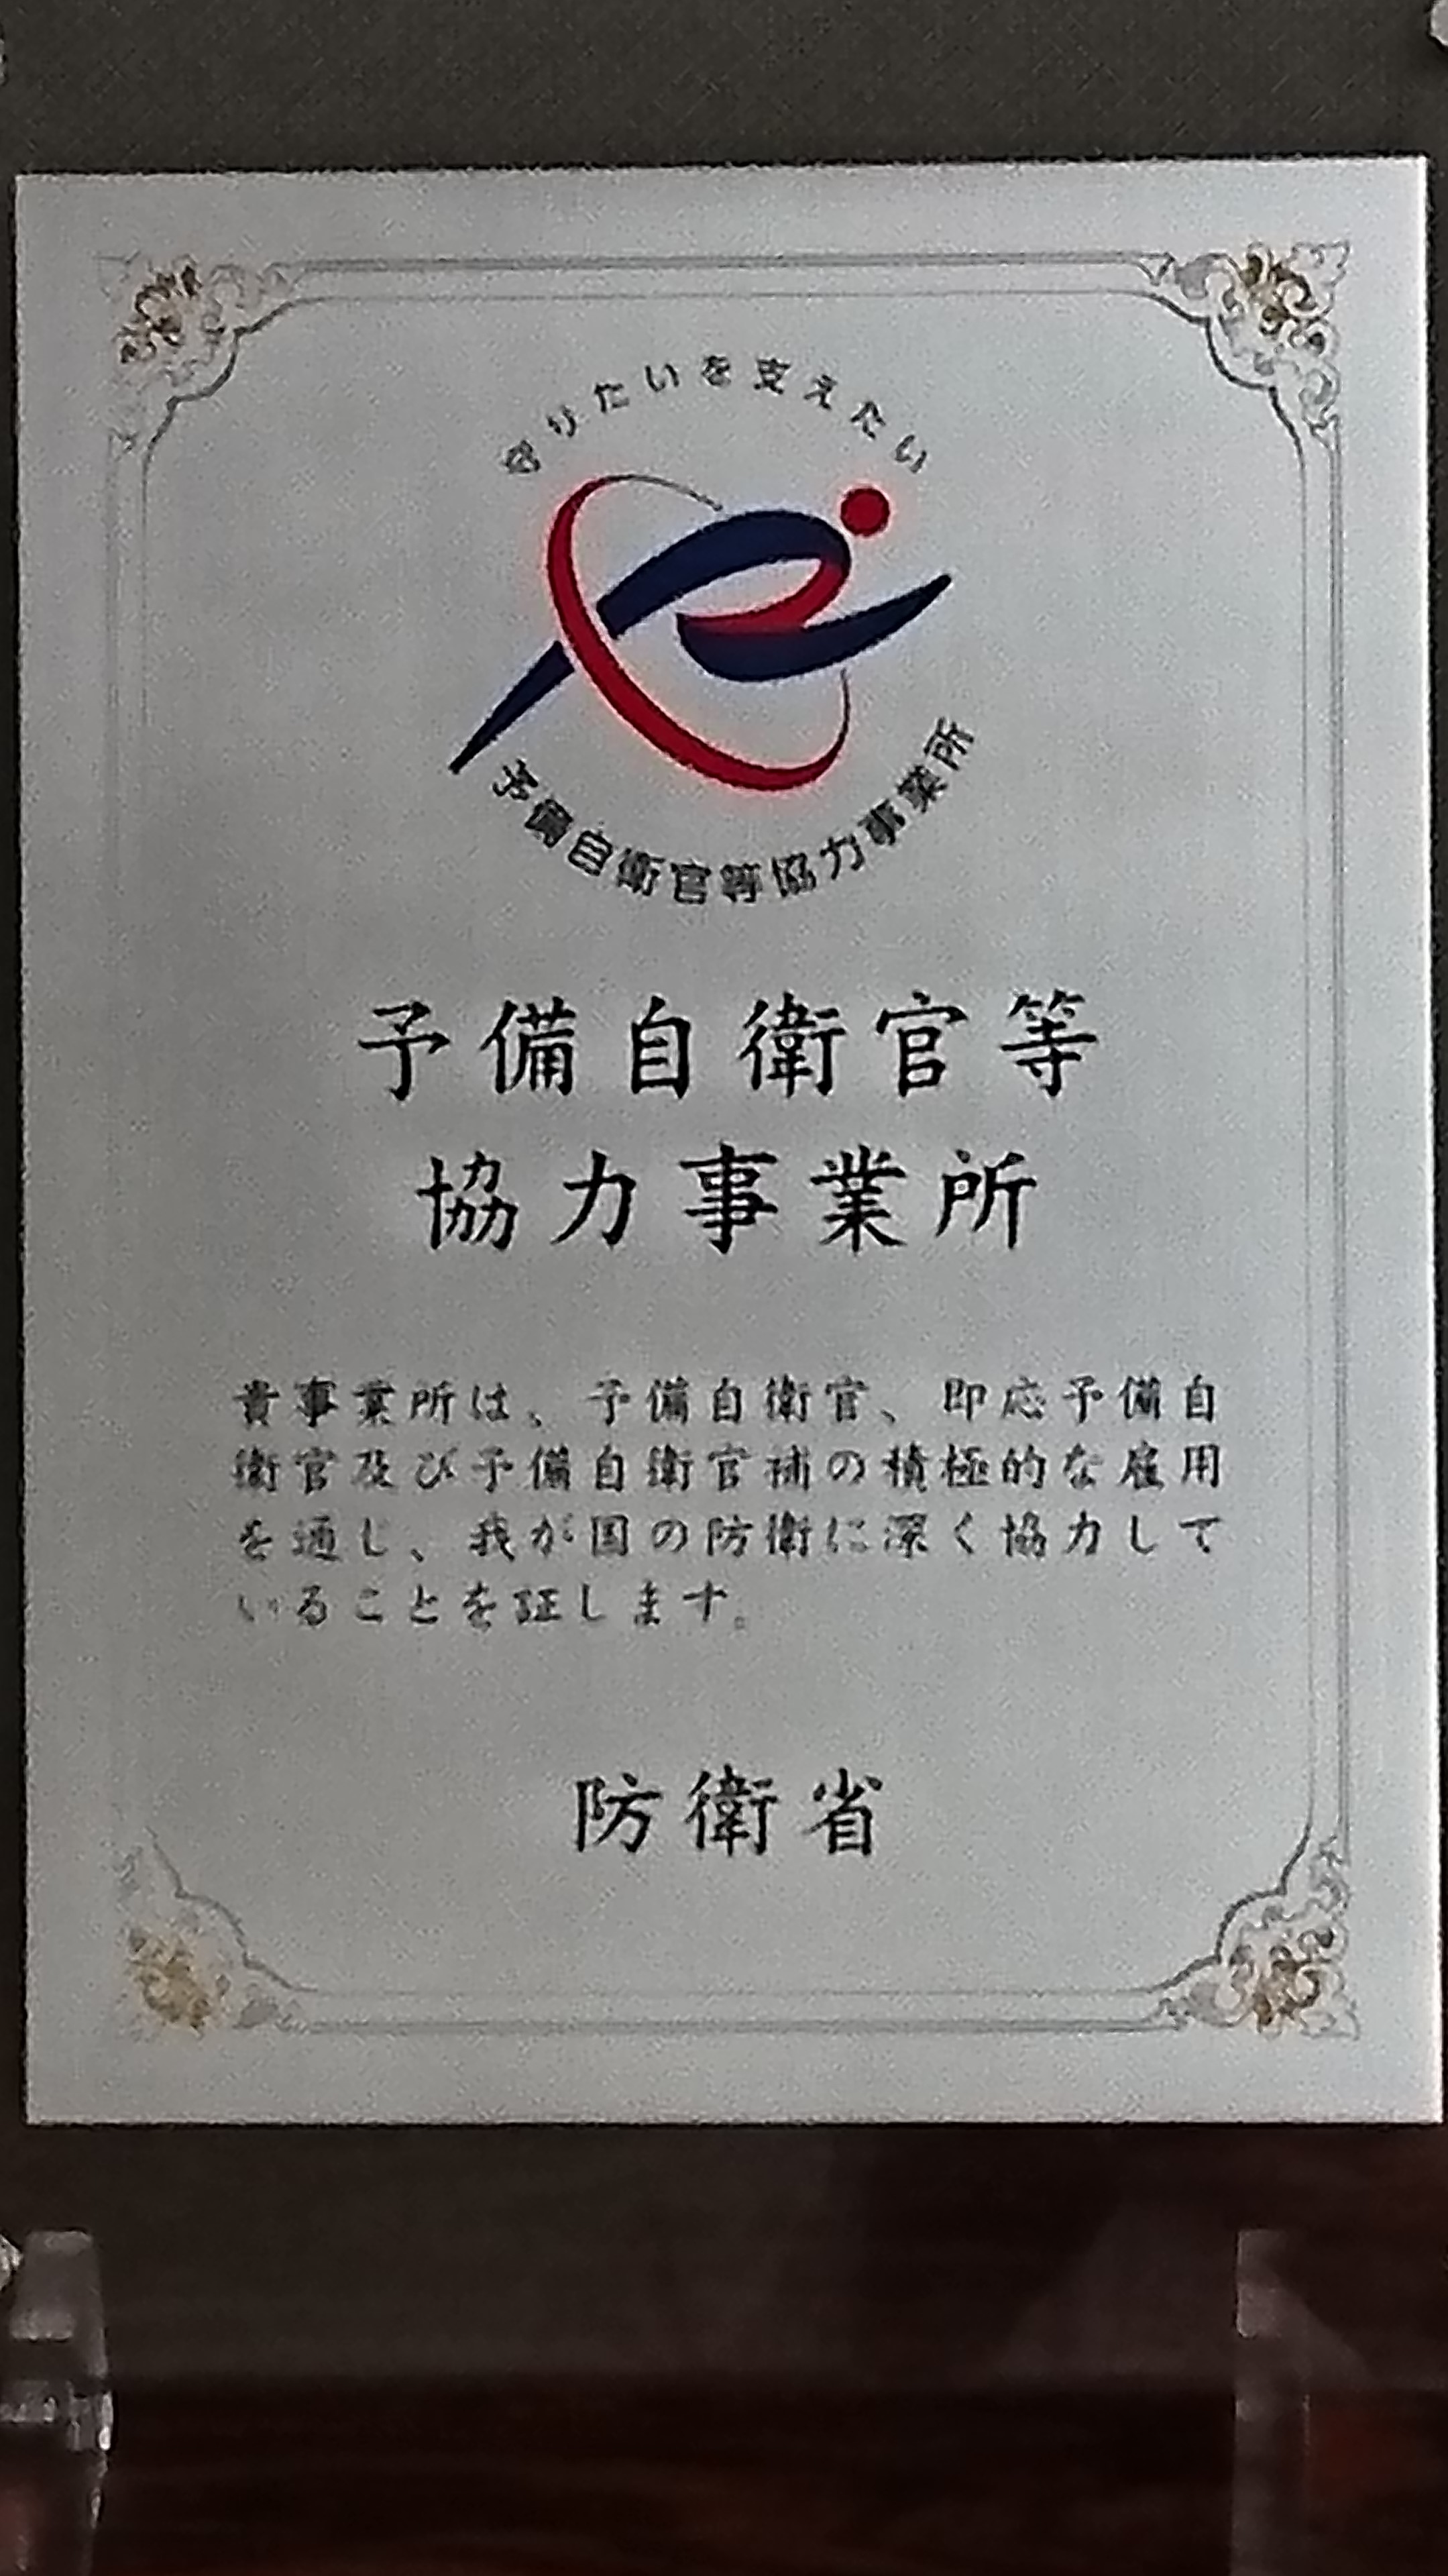 守りたいを支えたい
予備自衛官等協力事業所
予備自衛官等
協力事業所
貴事業所は、予備自衛官、即応予備自
衛官及び予備自衛官補の積極的な雇用
を通じ、我が国の防衛に深く協力して
いることを証します。
防衛省